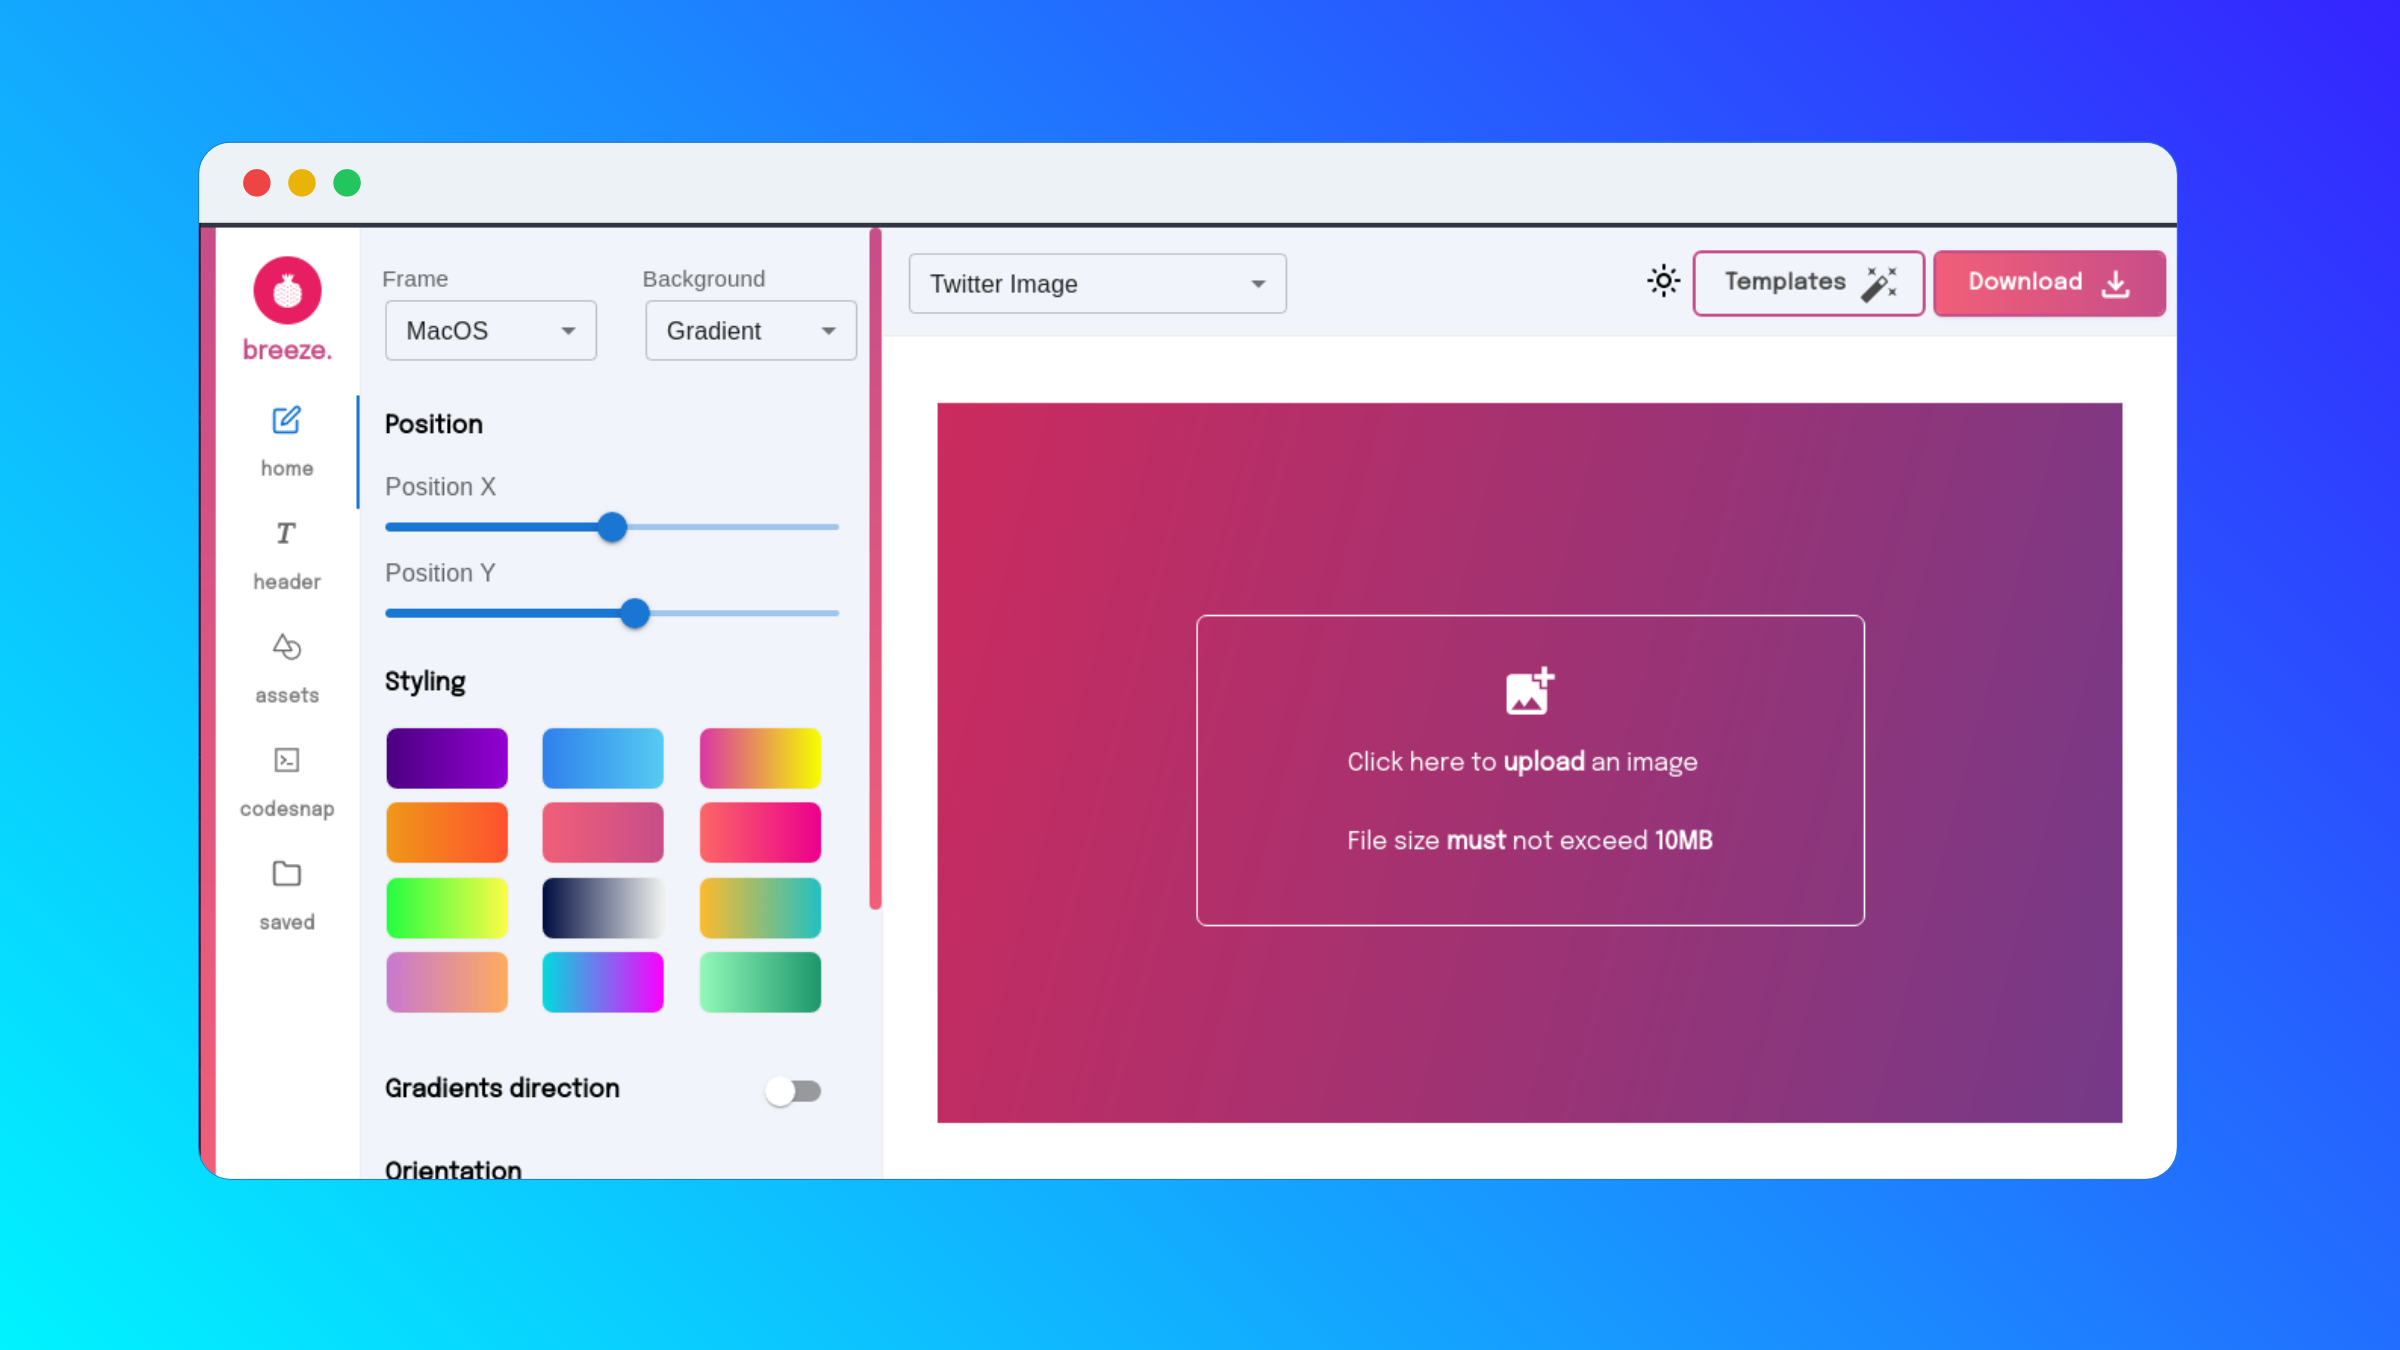 breeze.
home
header
assets
codesnap
saved
Frame
Background
MacOS
Gradient
Position
Position X
Position Y
Styling
Gradients direction
Orientation
Twitter Image
Templates
Download
Click here to upload an image
File size must not exceed 10MB